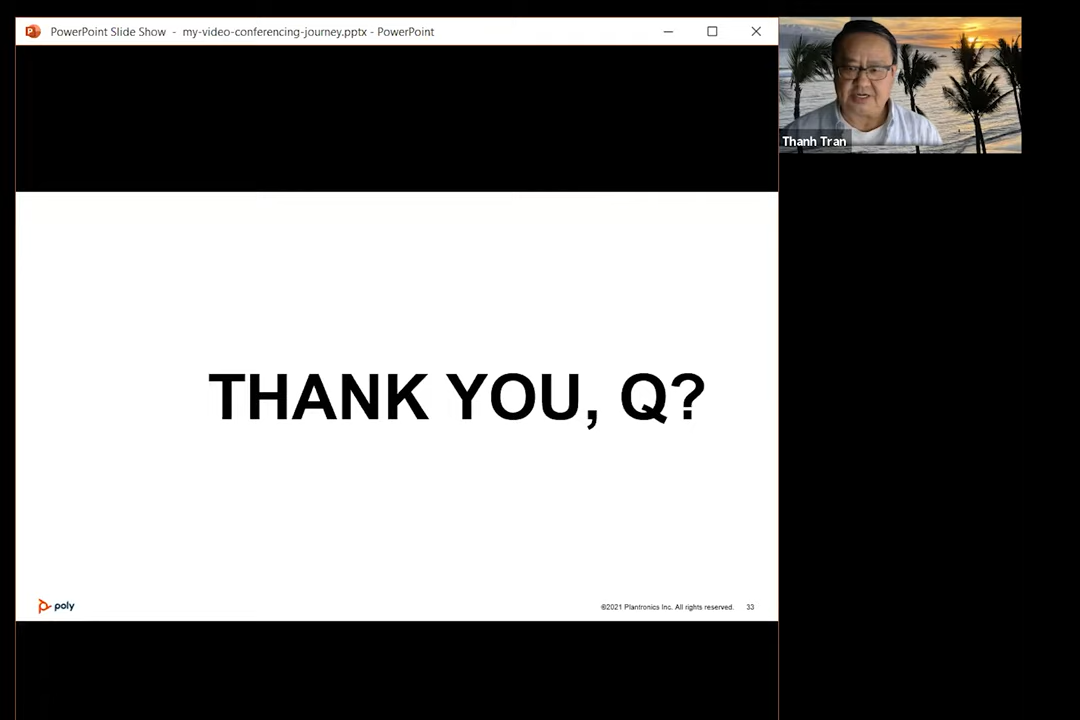 PowerPoint Slide Show - my-video-conferencing-journey.pptx - PowerPoint
Thanh Tran
THANK YOU, Q?
poly
©2021 Plantronics Inc. All rights reserved. 33